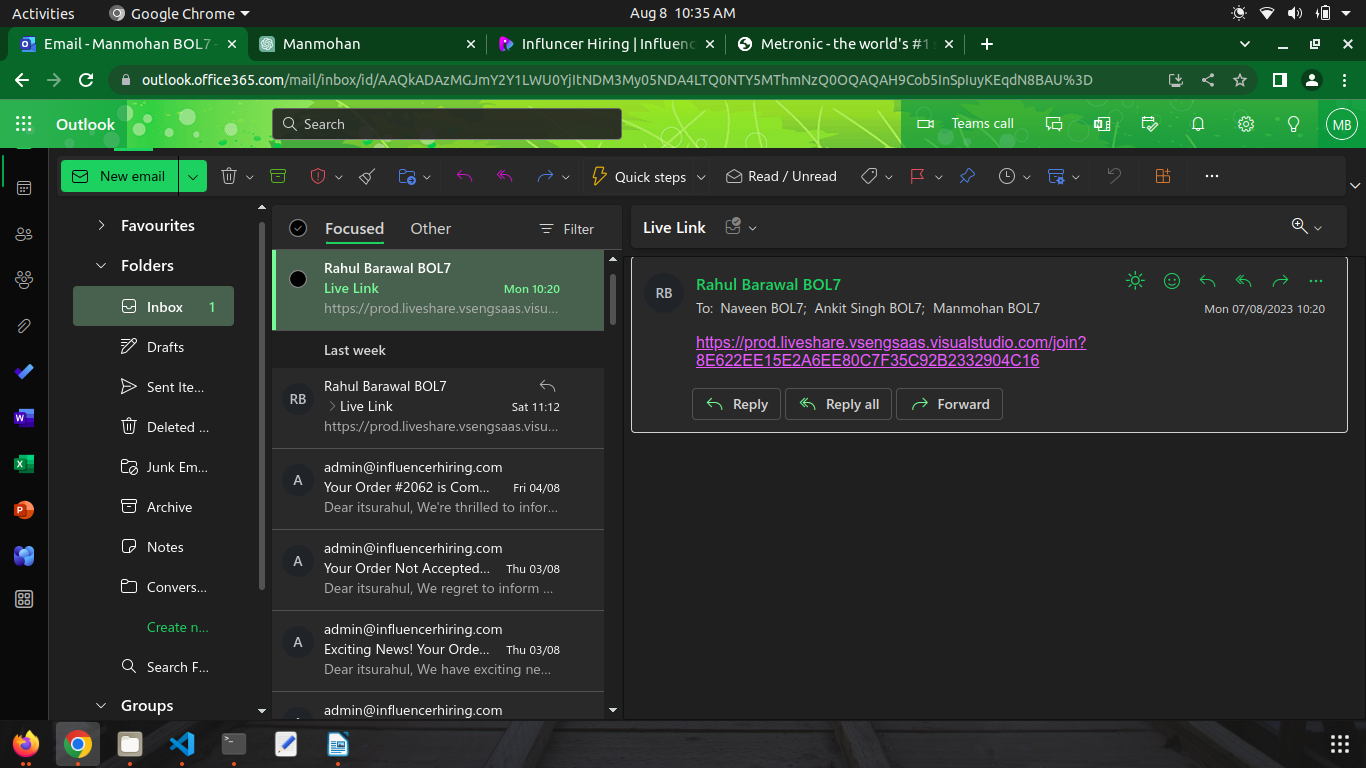 Activities
Google Chrome
Aug 8 10:35 AM
Email - Manmohan BOL7 -
Manmohan
Influncer Hiring | Influenc
Metronic - the world's #1 s
outlook.office365.com/mail/inbox/id/AAQkADAzMGJmY2Y1LWU0YjItNDM3My05NDA4LTQ0NTY5MThmNzQ0OQAQAH9Cob5InSpIuyKEqdN8BAU%3D
Outlook
Search
Teams call
MB
New email
Quick steps
Read / Unread
Favourites
Folders
Inbox 1
Drafts
Sent Ite...
Deleted ...
Junk Em...
Archive
Notes
Convers...
Create n...
Search F...
Groups
Focused
Other
Filter
Rahul Barawal BOL7
Live Link
Mon 10:20
https://prod.liveshare.vsengsaas.visu...
Last week
RB
Rahul Barawal BOL7
Live Link
Sat 11:12
https://prod.liveshare.vsengsaas.visu...
A
admin@influencerhiring.com
Your Order #2062 is Com...
Fri 04/08
Dear itsurahul, We're thrilled to infor...
A
admin@influencerhiring.com
Your Order Not Accepted...
Thu 03/08
Dear itsurahul, We regret to inform ...
A
admin@influencerhiring.com
Exciting News! Your Orde...
Thu 03/08
Dear itsurahul, We have exciting ne...
admin@influencerhiring.com
Live Link
RB
Rahul Barawal BOL7
To: Naveen BOL7; Ankit Singh BOL7; Manmohan BOL7
Mon 07/08/2023 10:20
https://prod.liveshare.vsengsaas.visualstudio.com/join?
8E622EE15E2A6EE80C7F35C92B2332904C16
Reply
Reply all
Forward